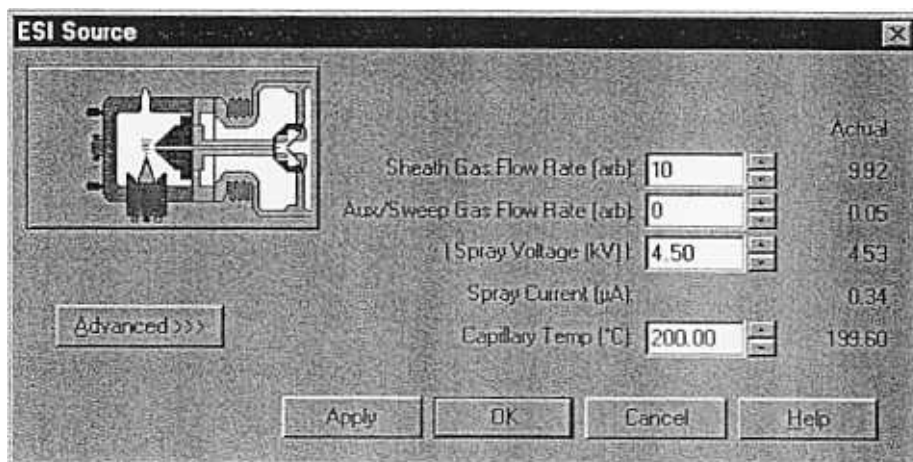 ESI Source
Actual
Sheath Gas Flow Rate (arb): 10 9.92
Aux/Sweep Gas Flow Rate (arb): 0 0.05
| Spray Voltage (kV) |: 4.50 4.53
Spray Current (µA): 0.34
Capillary Temp (°C): 200.00 199.60
Advanced >>>
Apply OK Cancel Help